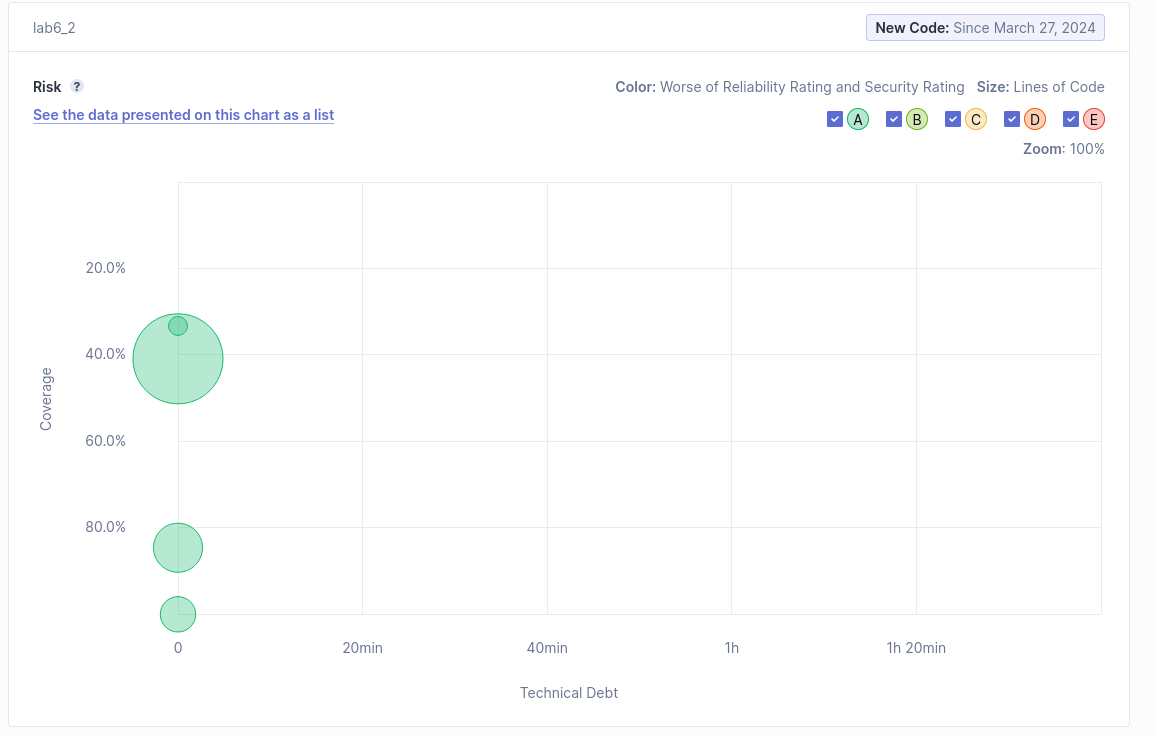 lab6_2
New Code: Since March 27, 2024
Risk ?
Color: Worse of Reliability Rating and Security Rating Size: Lines of Code
See the data presented on this chart as a list
A B C D E
Zoom: 100%
20.0%
40.0%
60.0%
80.0%
Coverage
0 20min 40min 1h 1h 20min
Technical Debt